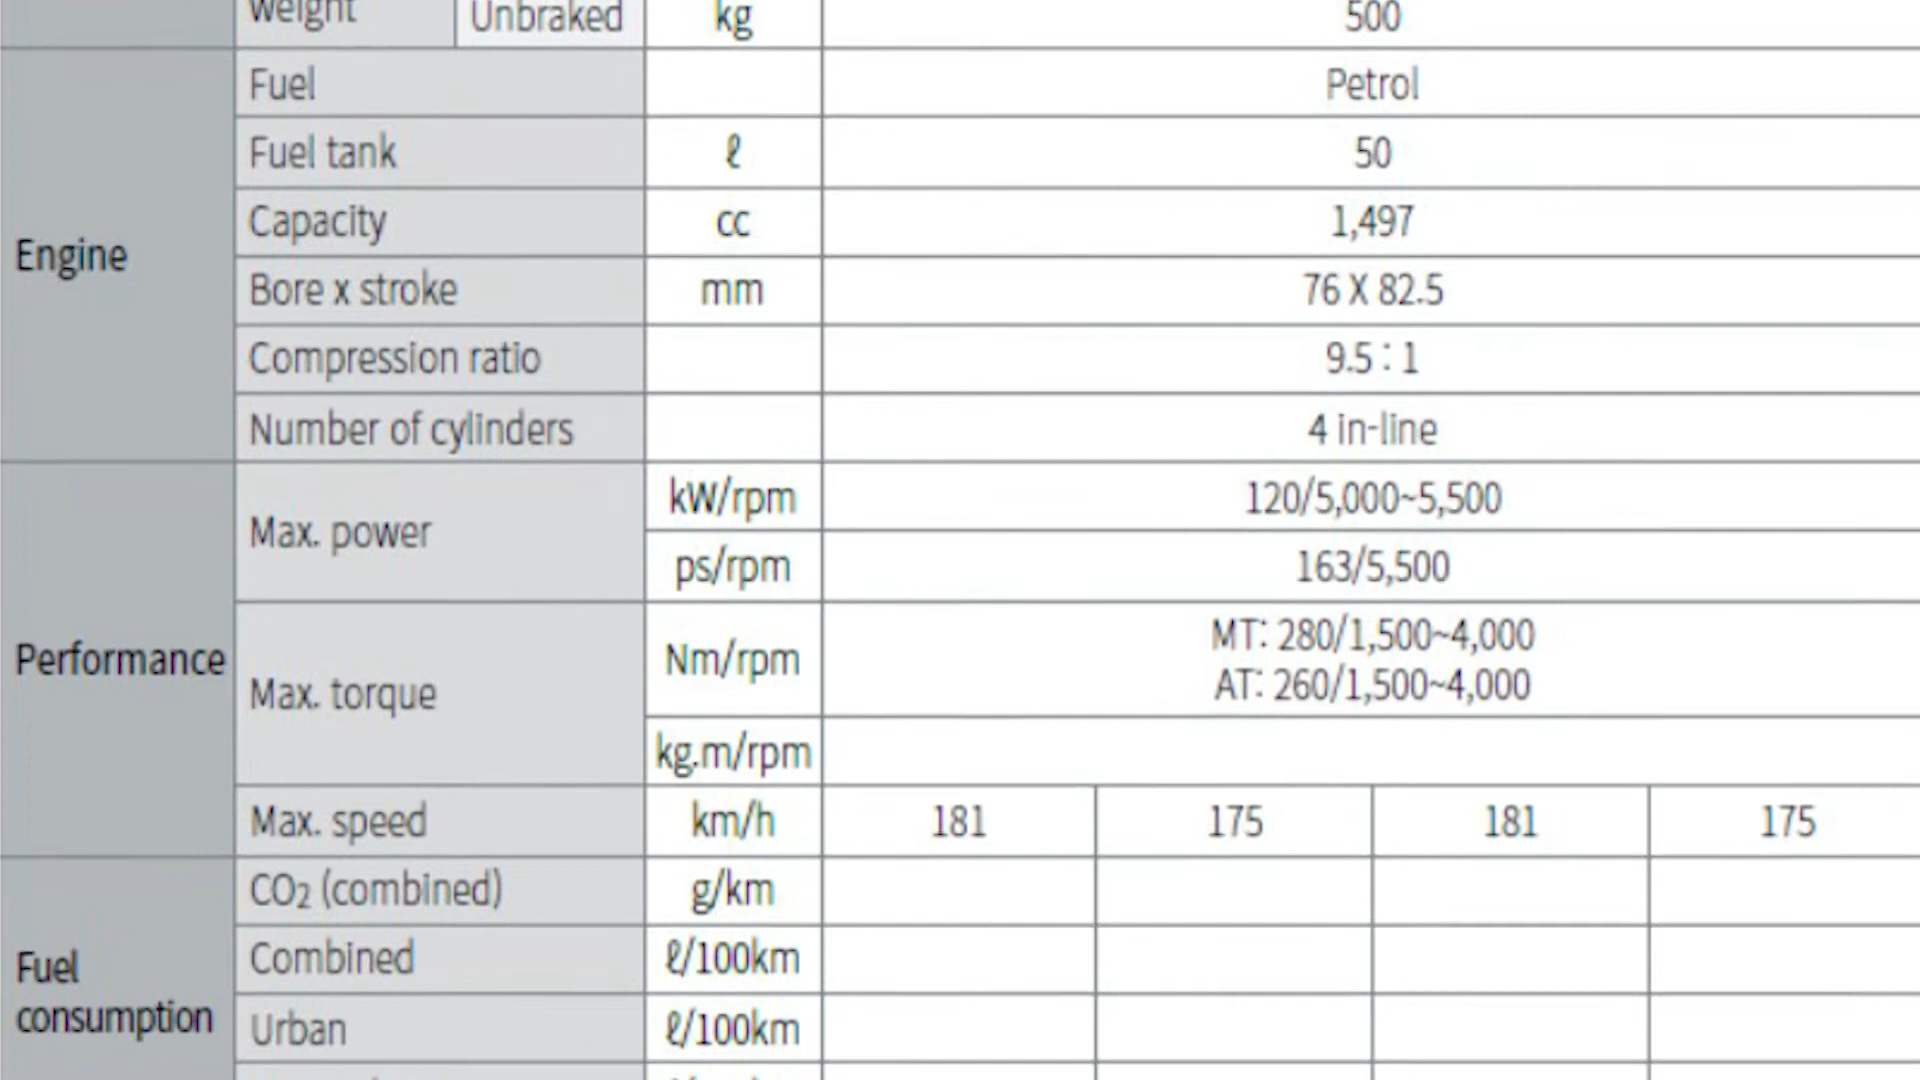 Weight Unbraked kg 500
Engine
Fuel Petrol
Fuel tank ℓ 50
Capacity cc 1,497
Bore x stroke mm 76 X 82.5
Compression ratio 9.5 : 1
Number of cylinders 4 in-line
Performance
Max. power kW/rpm 120/5,000~5,500
ps/rpm 163/5,500
Max. torque Nm/rpm MT: 280/1,500~4,000
AT: 260/1,500~4,000
kg.m/rpm
Max. speed km/h 181 175 181 175
Fuel
consumption
CO2 (combined) g/km
Combined ℓ/100km
Urban ℓ/100km